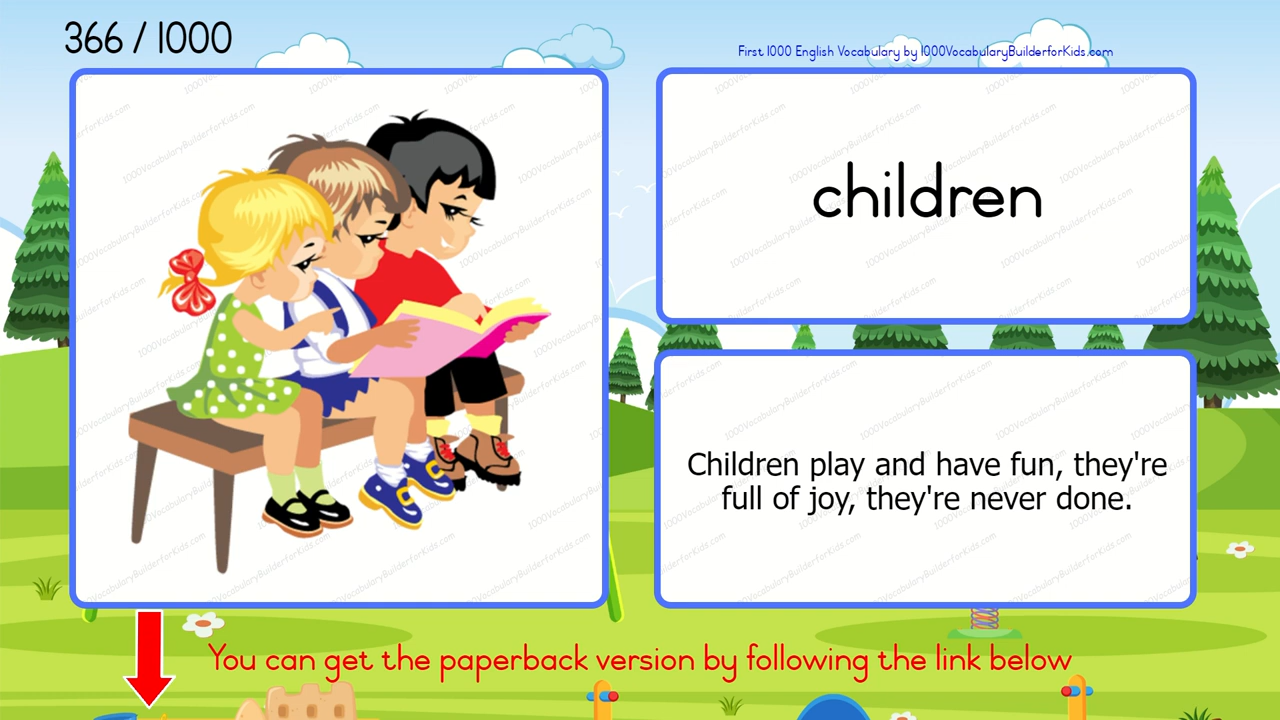 366 / 1000
First 1000 English Vocabulary by 1000VocabularyBuilderforKids.com
children
Children play and have fun, they're
full of joy, they're never done.
You can get the paperback version by following the link below